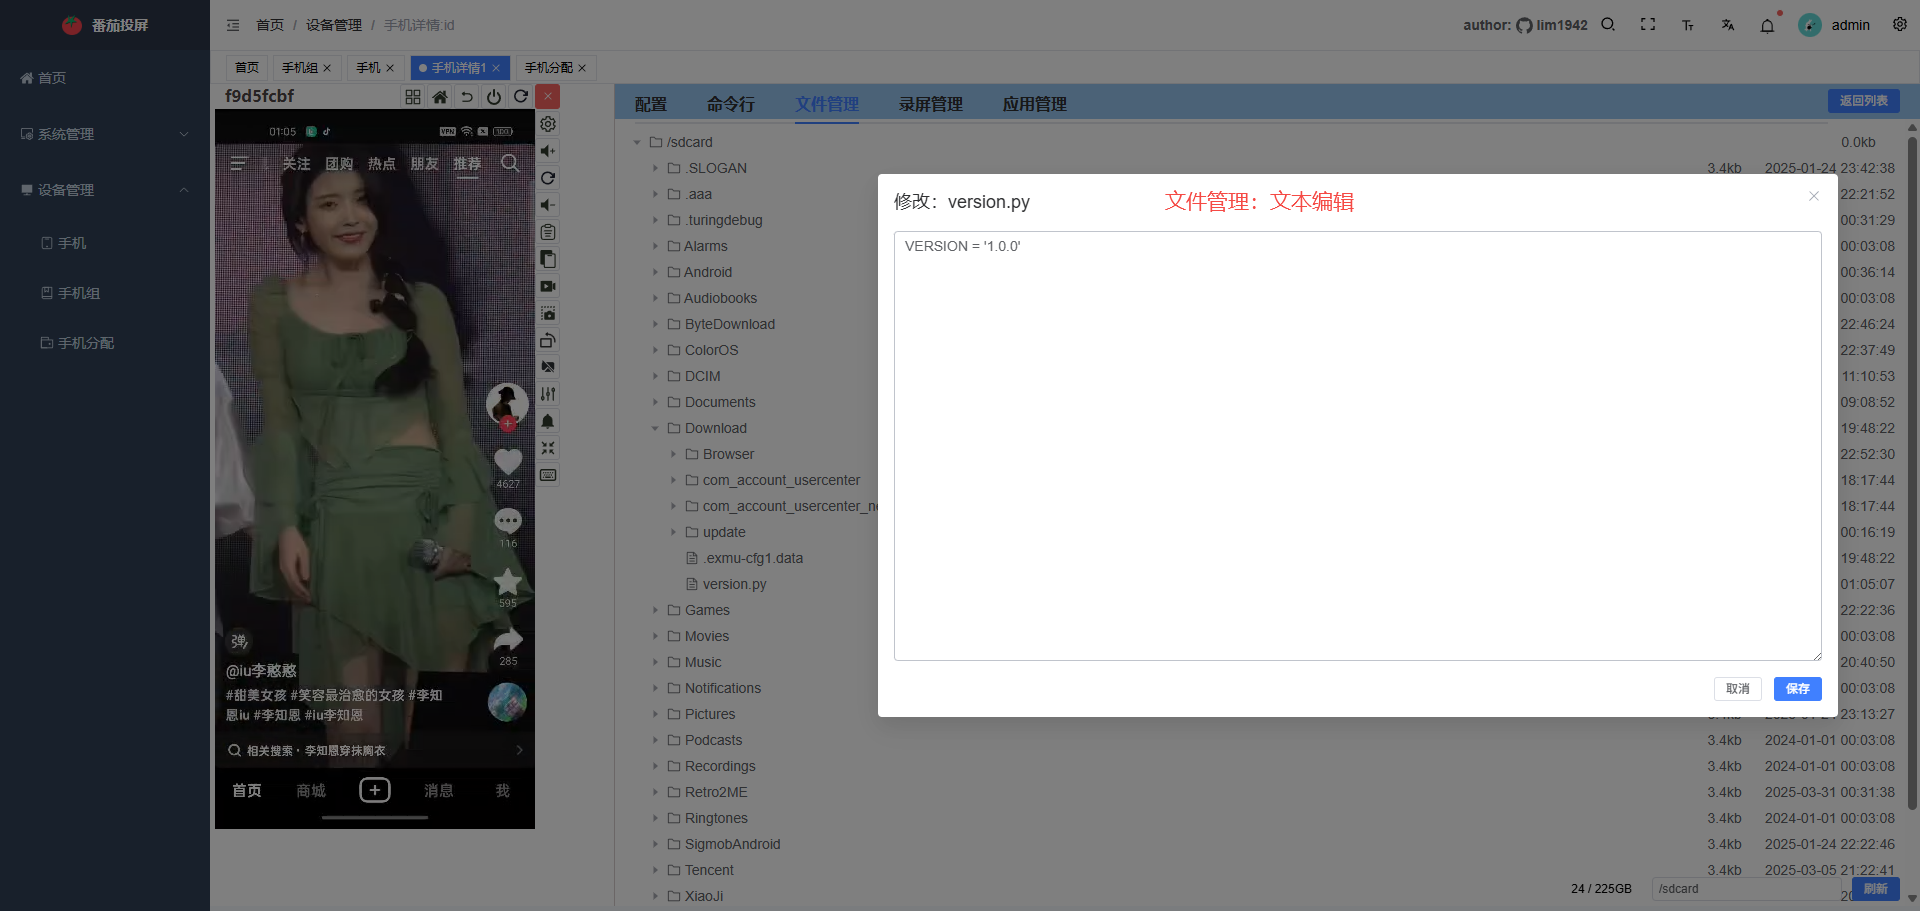 番茄投屏
首页 / 设备管理 / 手机详情:id
author: lim1942
admin
首页
系统管理
设备管理
手机
手机组
手机分配
首页
手机组 ×
手机 ×
手机详情1 ×
手机分配 ×
f9d5fcbf
01:05
VPN
100
关注 团购 热点 朋友 推荐
4627
116
595
285
弹
@iu李憨憨
#甜美女孩 #笑容最治愈的女孩 #李知
恩iu #李知恩 #iu李知恩
相关搜索 · 李知恩穿抹胸衣
首页 商城 消息 我
配置 命令行 文件管理 录屏管理 应用管理
返回列表
/sdcard 0.0kb
.SLOGAN 3.4kb 2025-01-24 23:42:38
.aaa 22:21:52
.turingdebug 00:31:29
Alarms 00:03:08
Android 00:36:14
Audiobooks 00:03:08
ByteDownload 22:46:24
ColorOS 22:37:49
DCIM 11:10:53
Documents 09:08:52
Download 19:48:22
Browser 22:52:30
com_account_usercenter 18:17:44
com_account_usercenter_n 18:17:44
update 00:16:19
.exmu-cfg1.data 19:48:22
version.py 01:05:07
Games 22:22:36
Movies 00:03:08
Music 20:40:50
Notifications 00:03:08
Pictures 23:13:27
Podcasts 3.4kb 2024-01-01 00:03:08
Recordings 3.4kb 2024-01-01 00:03:08
Retro2ME 3.4kb 2025-03-31 00:31:38
Ringtones 3.4kb 2024-01-01 00:03:08
SigmobAndroid 3.4kb 2025-01-24 22:22:46
Tencent 3.4kb 2025-03-05 21:22:41
XiaoJi
24 / 225GB
/sdcard
刷新
修改：version.py
文件管理：文本编辑
VERSION = '1.0.0'
取消
保存